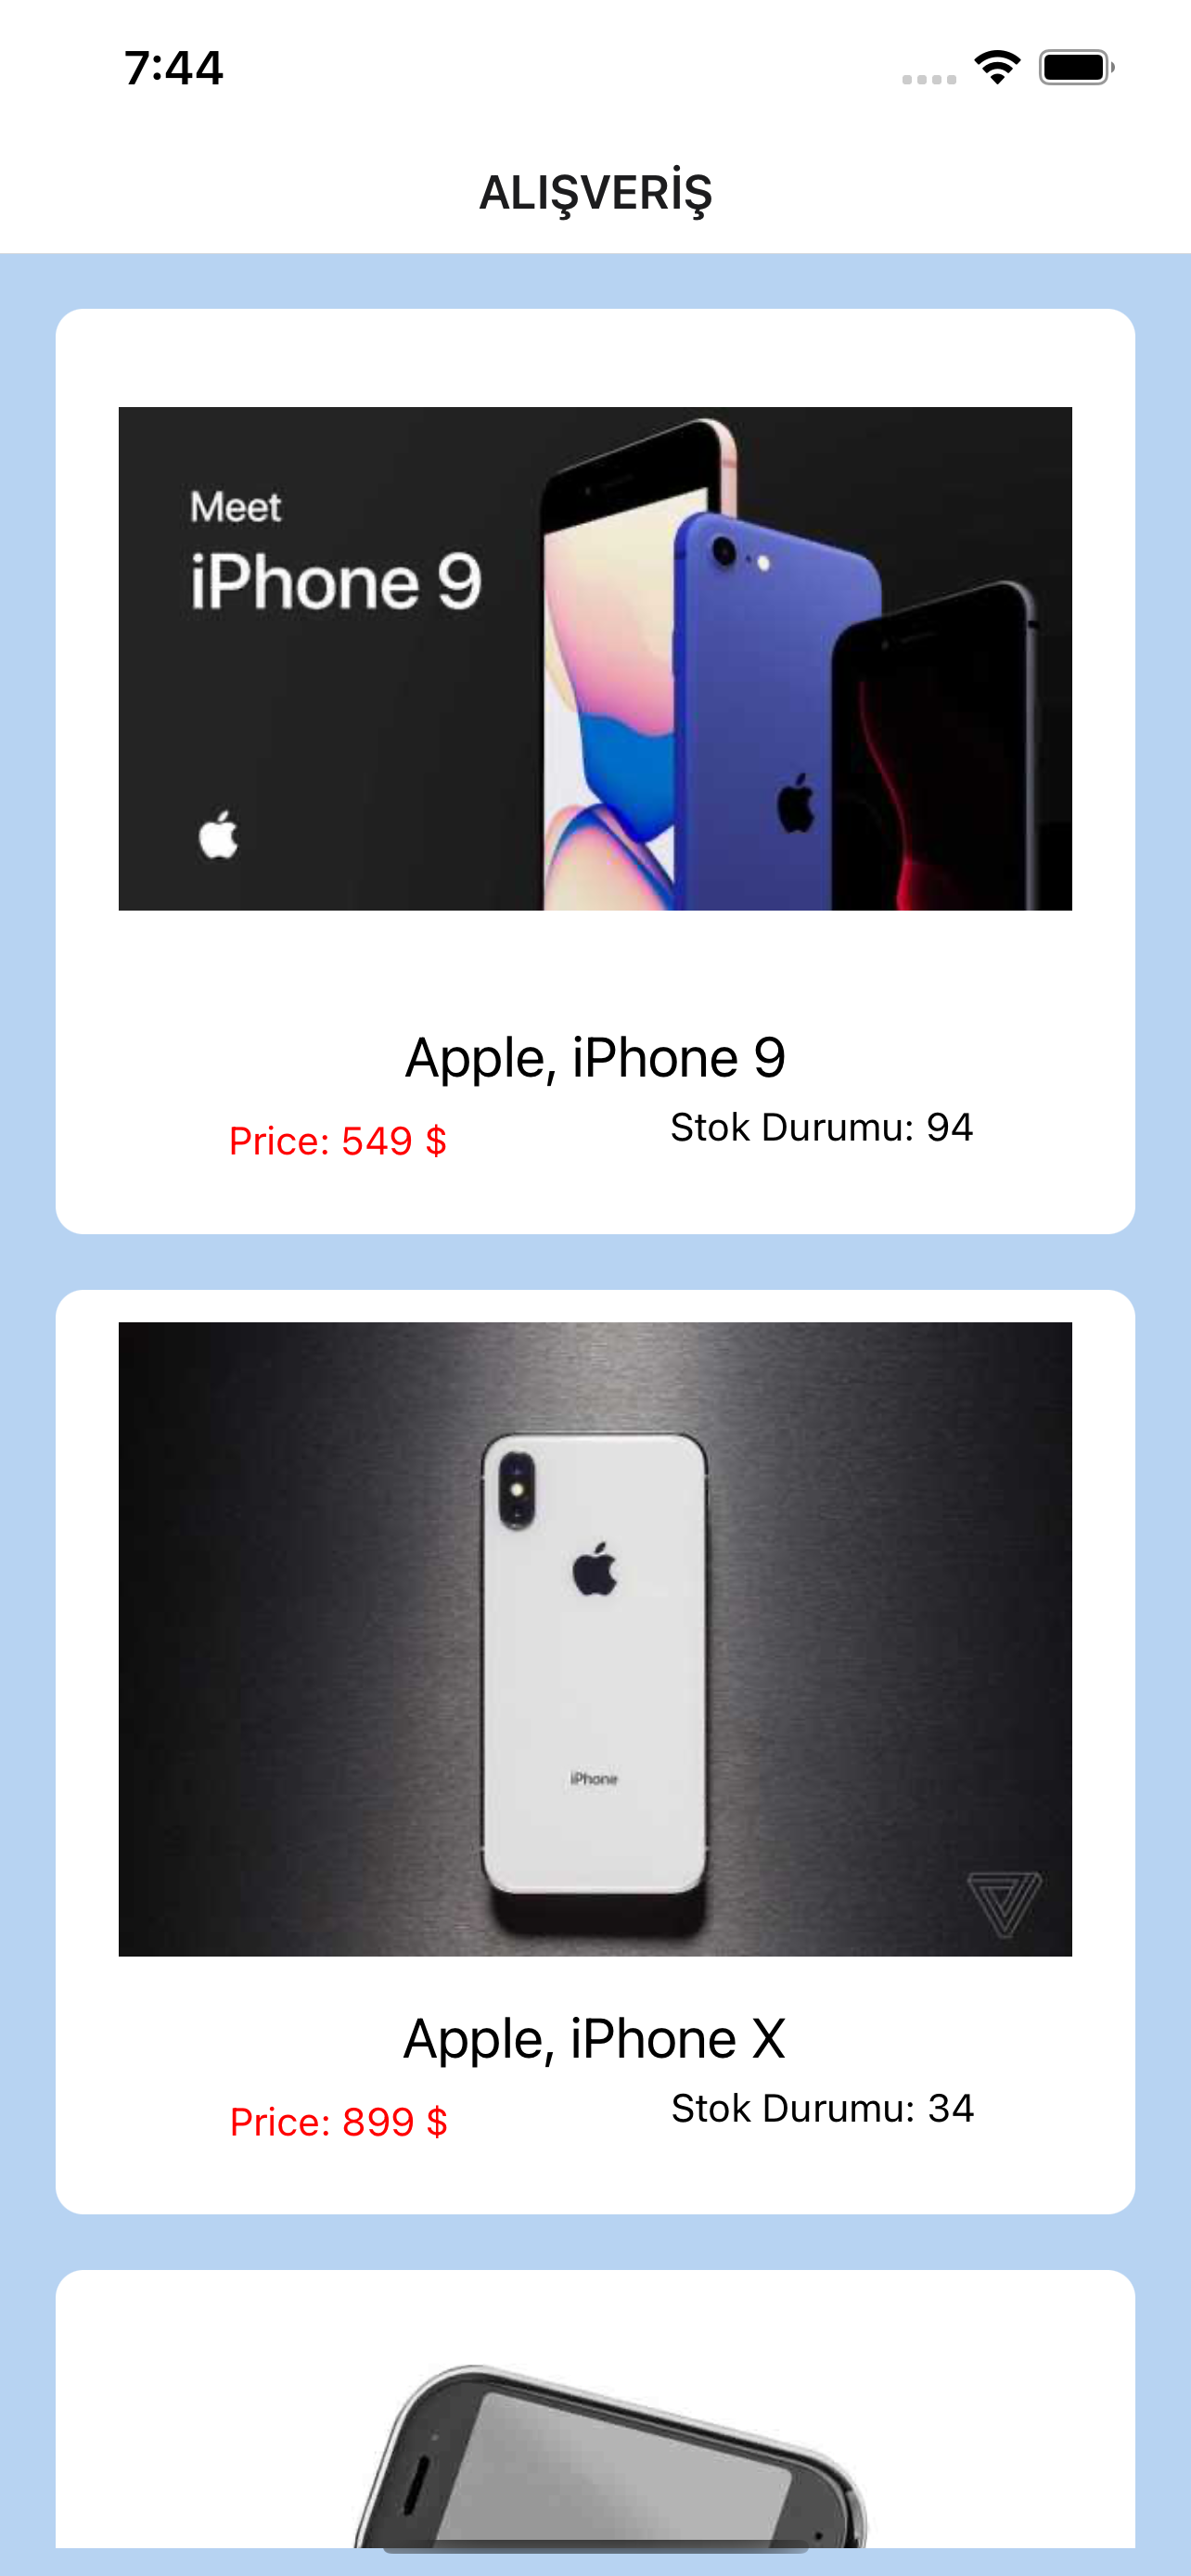 7:44
ALIŞVERİŞ
Meet
iPhone 9
Apple, iPhone 9
Price: 549 $
Stok Durumu: 94
iPhone
Apple, iPhone X
Price: 899 $
Stok Durumu: 34